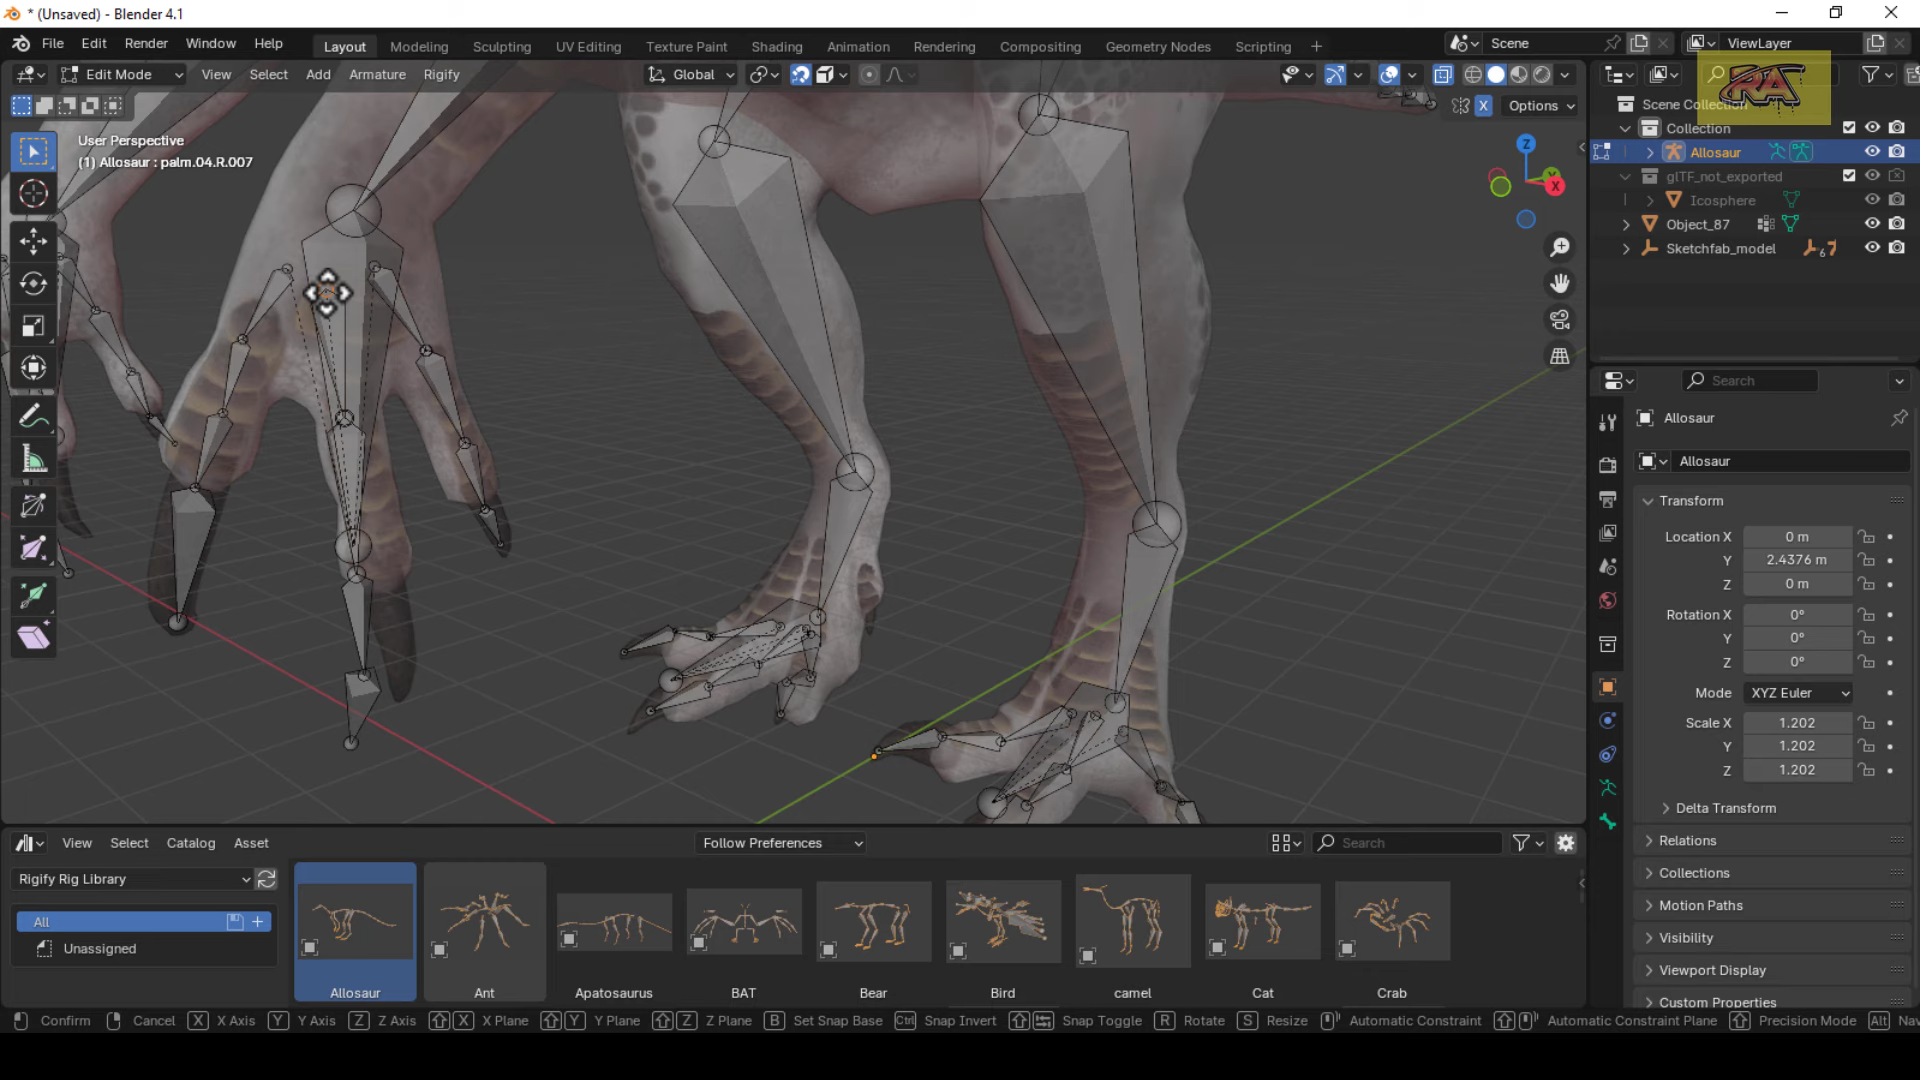 * (Unsaved) - Blender 4.1
File Edit Render Window Help Layout Modeling Sculpting UV Editing Texture Paint Shading Animation Rendering Compositing Geometry Nodes Scripting + Scene ViewLayer
Edit Mode View Select Add Armature Rigify Global
RA
X Options
User Perspective
(1) Allosaur : palm.04.R.007
Z
X
Scene Collection
Collection
Allosaur
glTF_not_exported
Icosphere
Object_87
Sketchfab_model 6 7
Search
Allosaur
Allosaur
Transform
Location X 0 m
Y 2.4376 m
Z 0 m
Rotation X 0°
Y 0°
Z 0°
Mode XYZ Euler
Scale X 1.202
Y 1.202
Z 1.202
Delta Transform
Relations
Collections
Motion Paths
Visibility
Viewport Display
Custom Properties
View Select Catalog Asset Follow Preferences Search
Rigify Rig Library
All
Unassigned
Allosaur Ant Apatosaurus BAT Bear Bird camel Cat Crab
Confirm Cancel X X Axis Y Y Axis Z Z Axis X X Plane Y Y Plane Z Z Plane B Set Snap Base Ctrl Snap Invert Snap Toggle R Rotate S Resize Automatic Constraint Automatic Constraint Plane Precision Mode Alt Nav